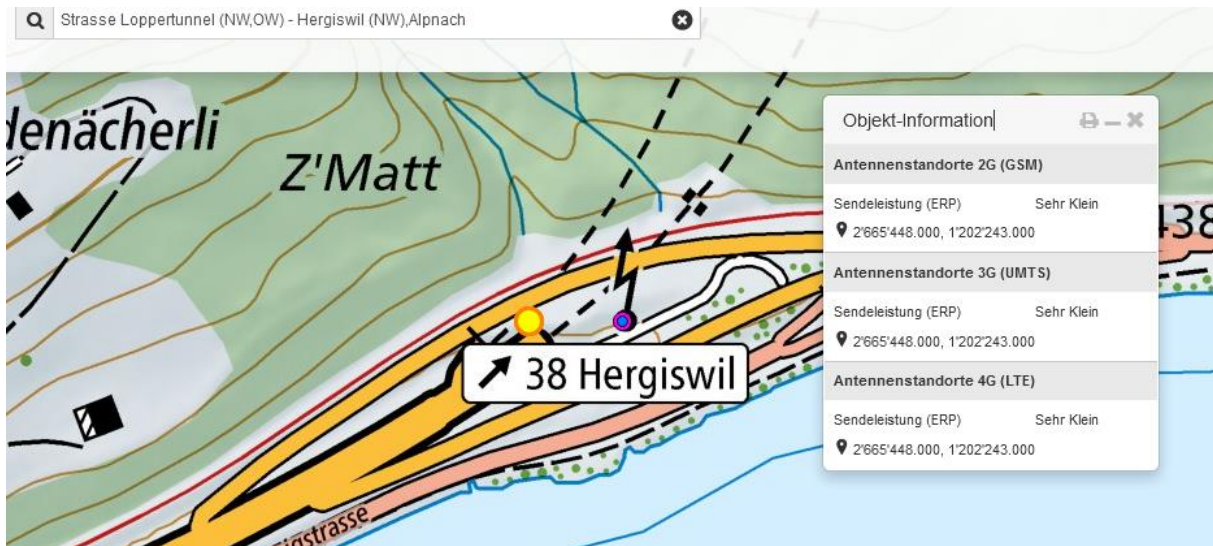 Strasse Loppertunnel (NW,OW) - Hergiswil (NW),Alpnach
denächerli
Z'Matt
38 Hergiswil
Objekt-Information
Antennenstandorte 2G (GSM)
Sendeleistung (ERP) Sehr Klein
2'665'448.000, 1'202'243.000
Antennenstandorte 3G (UMTS)
Sendeleistung (ERP) Sehr Klein
2'665'448.000, 1'202'243.000
Antennenstandorte 4G (LTE)
Sendeleistung (ERP) Sehr Klein
2'665'448.000, 1'202'243.000
438
igstrasse